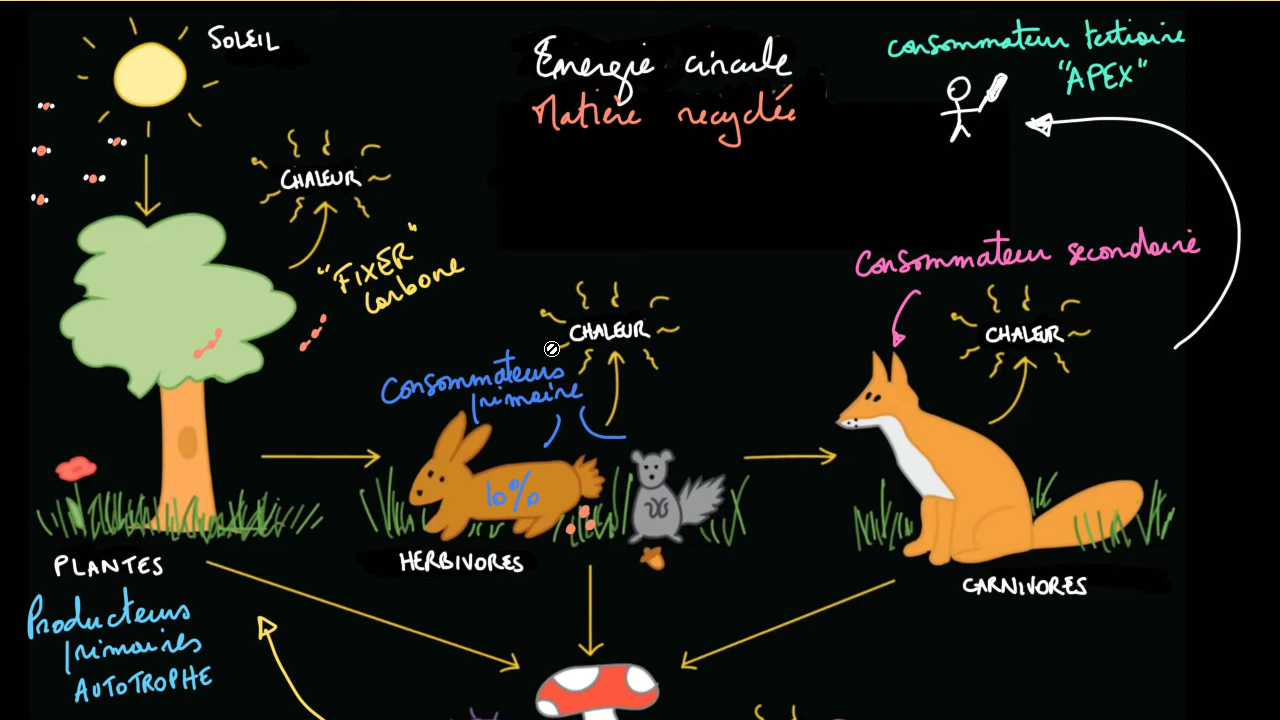 SOLEIL
Énergie circule
Matière recyclée
consommateur tertiaire
"APEX"
CHALEUR
"FIXER"
Carbone
Consommateur secondaire
CHALEUR
CHALEUR
Consommateurs
primaire
10%
PLANTES
HERBIVORES
CARNIVORES
Producteurs
primaires
AUTOTROPHE